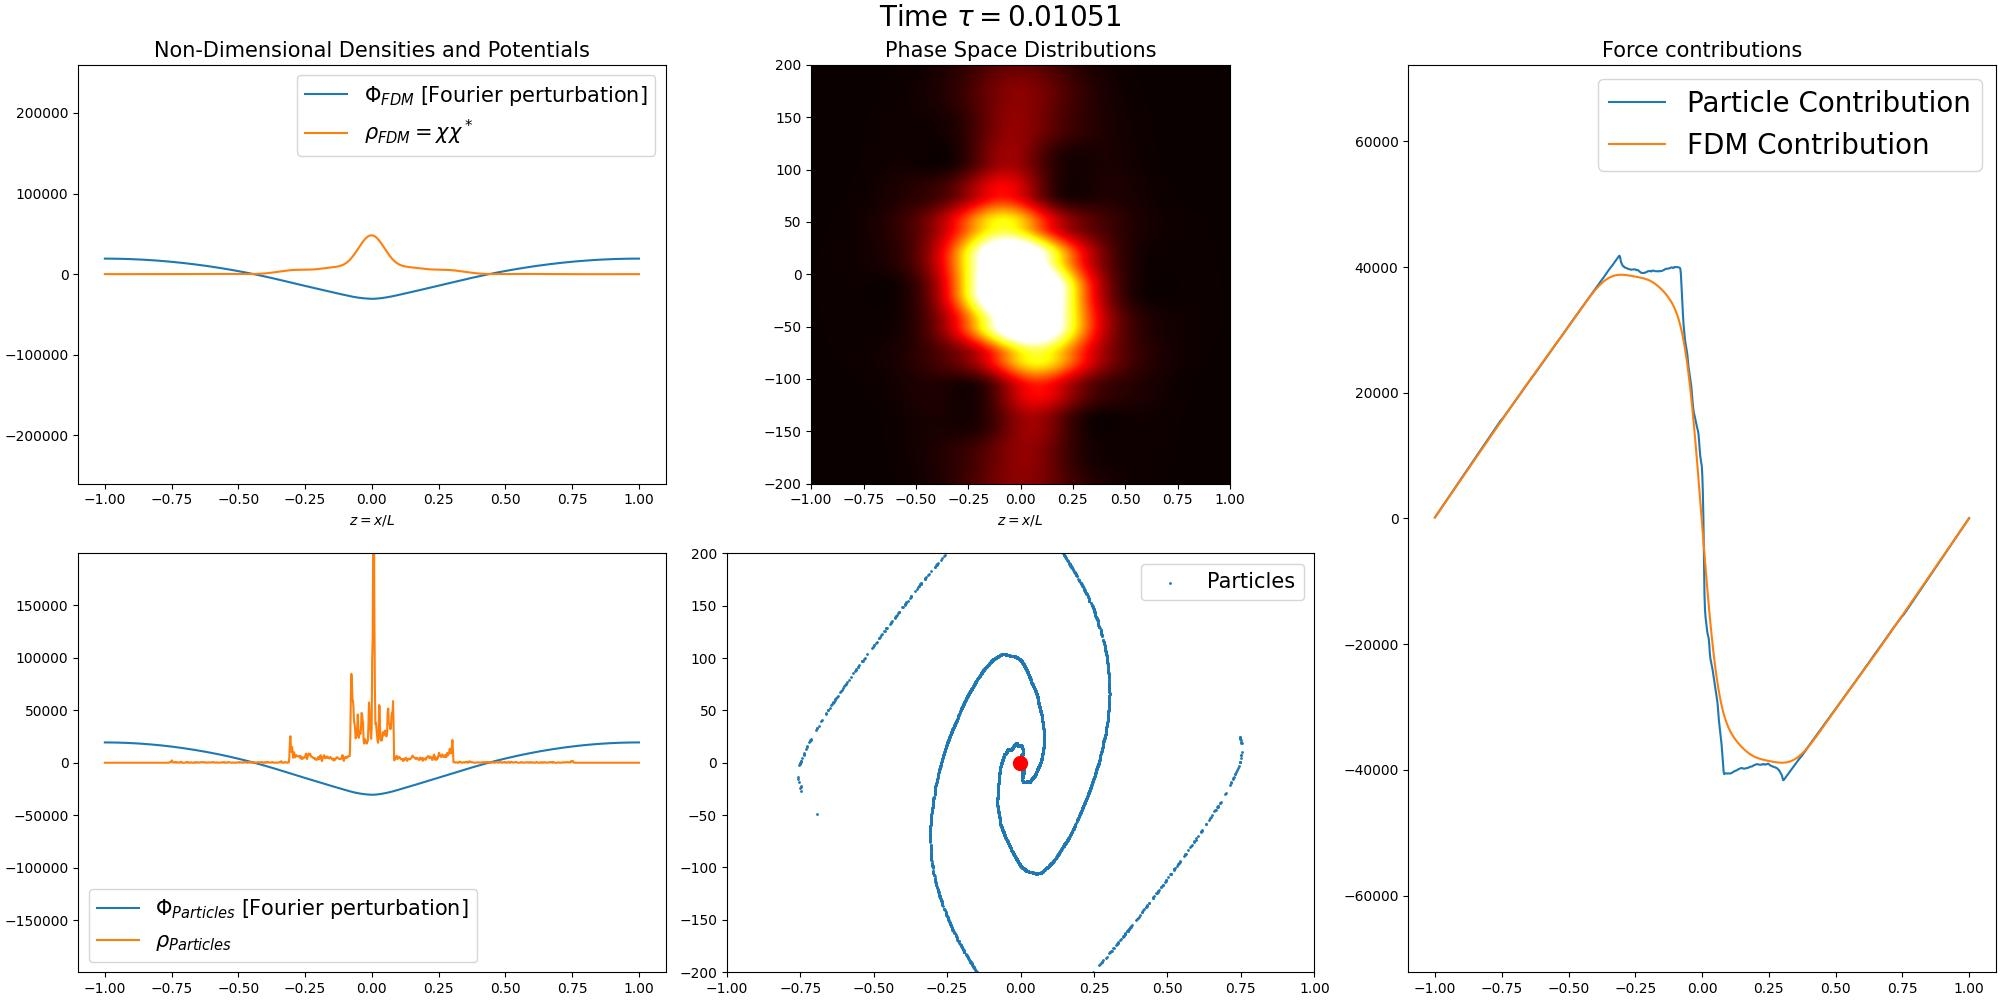 Time τ = 0.01051
Non-Dimensional Densities and Potentials
Φ_FDM [Fourier perturbation]
ρ_FDM = χχ*
200000
100000
0
−100000
−200000
−1.00 −0.75 −0.50 −0.25 0.00 0.25 0.50 0.75 1.00
z = x/L
Phase Space Distributions
200
150
100
50
0
−50
−100
−150
−200
−1.00 −0.75 −0.50 −0.25 0.00 0.25 0.50 0.75 1.00
z = x/L
Force contributions
Particle Contribution
FDM Contribution
60000
40000
20000
0
−20000
−40000
−60000
−1.00 −0.75 −0.50 −0.25 0.00 0.25 0.50 0.75 1.00
150000
100000
50000
0
−50000
−100000
−150000
Φ_Particles [Fourier perturbation]
ρ_Particles
−1.00 −0.75 −0.50 −0.25 0.00 0.25 0.50 0.75 1.00
Particles
200
150
100
50
0
−50
−100
−150
−200
−1.00 −0.75 −0.50 −0.25 0.00 0.25 0.50 0.75 1.00